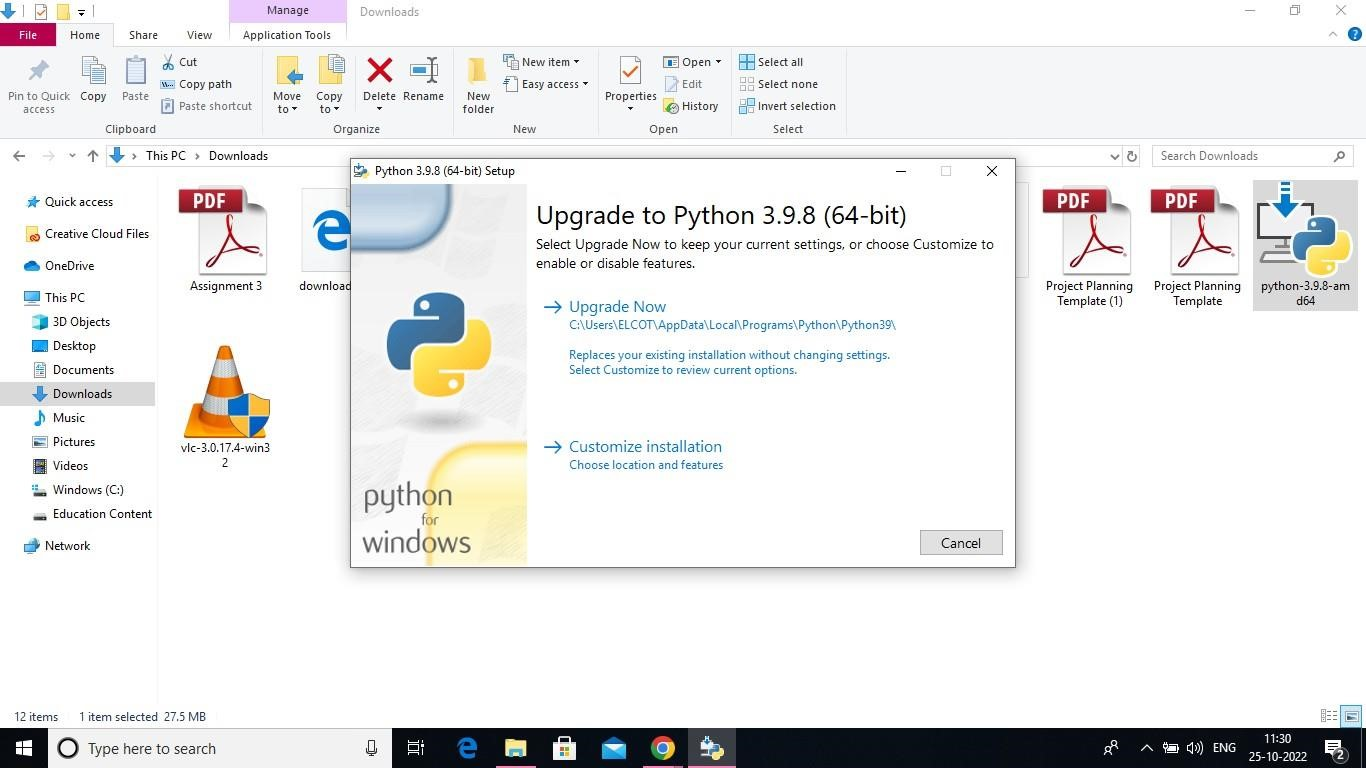 Manage
Downloads
File
Home
Share
View
Application Tools
Pin to Quick
access
Copy
Paste
Cut
Copy path
Paste shortcut
Clipboard
Move
to
Copy
to
Delete
Rename
Organize
New
folder
New item
Easy access
New
Properties
Open
Edit
History
Open
Select all
Select none
Invert selection
Select
This PC > Downloads
Search Downloads
Quick access
Creative Cloud Files
OneDrive
This PC
3D Objects
Desktop
Documents
Downloads
Music
Pictures
Videos
Windows (C:)
Education Content
Network
PDF
Assignment 3
download
vlc-3.0.17.4-win3
2
Python 3.9.8 (64-bit) Setup
Upgrade to Python 3.9.8 (64-bit)
Select Upgrade Now to keep your current settings, or choose Customize to
enable or disable features.
Upgrade Now
C:\Users\ELCOT\AppData\Local\Programs\Python\Python39\
Replaces your existing installation without changing settings.
Select Customize to review current options.
Customize installation
Choose location and features
python
for
windows
Cancel
PDF
Project Planning
Template (1)
PDF
Project Planning
Template
python-3.9.8-am
d64
12 items
1 item selected 27.5 MB
Type here to search
ENG
11:30
25-10-2022
2